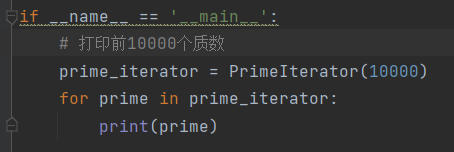 if __name__ == '__main__':
    # 打印前10000个质数
    prime_iterator = PrimeIterator(10000)
    for prime in prime_iterator:
        print(prime)